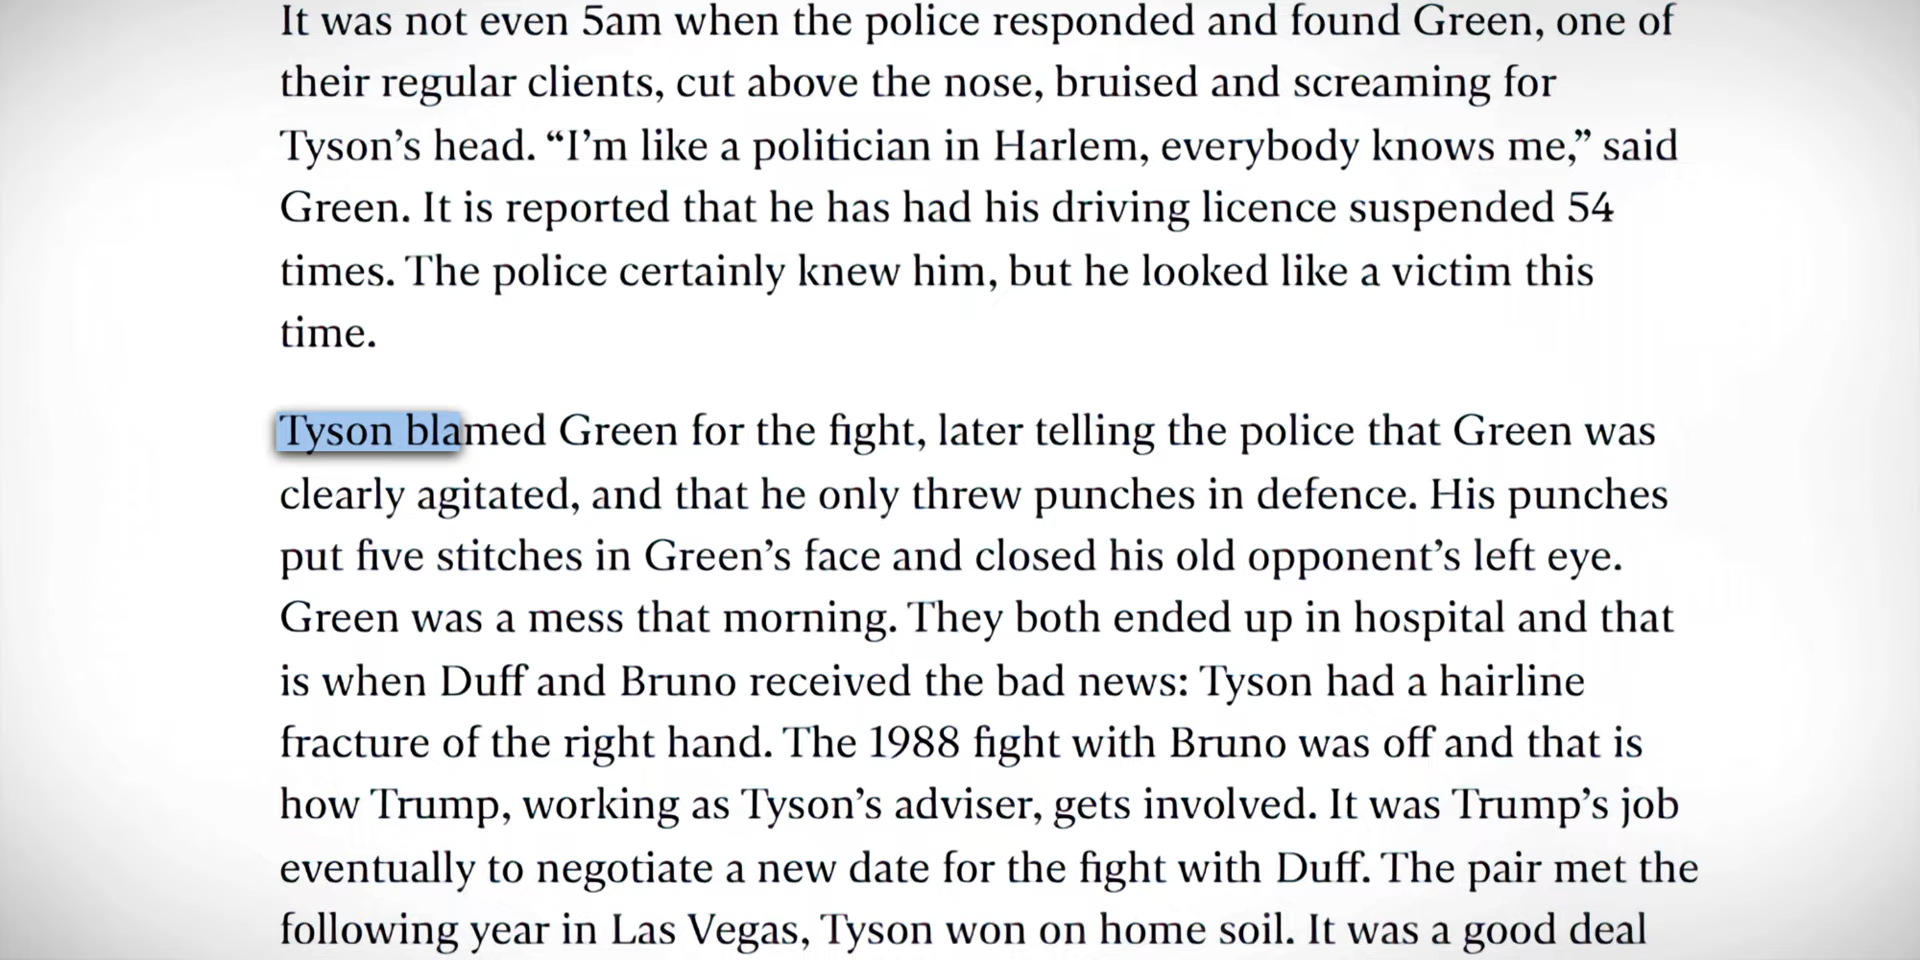 It was not even 5am when the police responded and found Green, one of
their regular clients, cut above the nose, bruised and screaming for
Tyson’s head. “I’m like a politician in Harlem, everybody knows me,” said
Green. It is reported that he has had his driving licence suspended 54
times. The police certainly knew him, but he looked like a victim this
time.
Tyson blamed Green for the fight, later telling the police that Green was
clearly agitated, and that he only threw punches in defence. His punches
put five stitches in Green’s face and closed his old opponent’s left eye.
Green was a mess that morning. They both ended up in hospital and that
is when Duff and Bruno received the bad news: Tyson had a hairline
fracture of the right hand. The 1988 fight with Bruno was off and that is
how Trump, working as Tyson’s adviser, gets involved. It was Trump’s job
eventually to negotiate a new date for the fight with Duff. The pair met the
following year in Las Vegas, Tyson won on home soil. It was a good deal